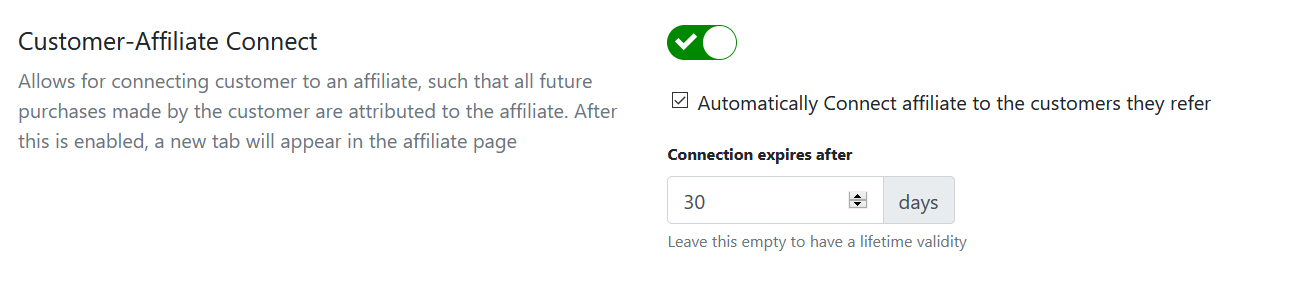 Customer-Affiliate Connect
Allows for connecting customer to an affiliate, such that all future
purchases made by the customer are attributed to the affiliate. After
this is enabled, a new tab will appear in the affiliate page
Automatically Connect affiliate to the customers they refer
Connection expires after
30 days
Leave this empty to have a lifetime validity